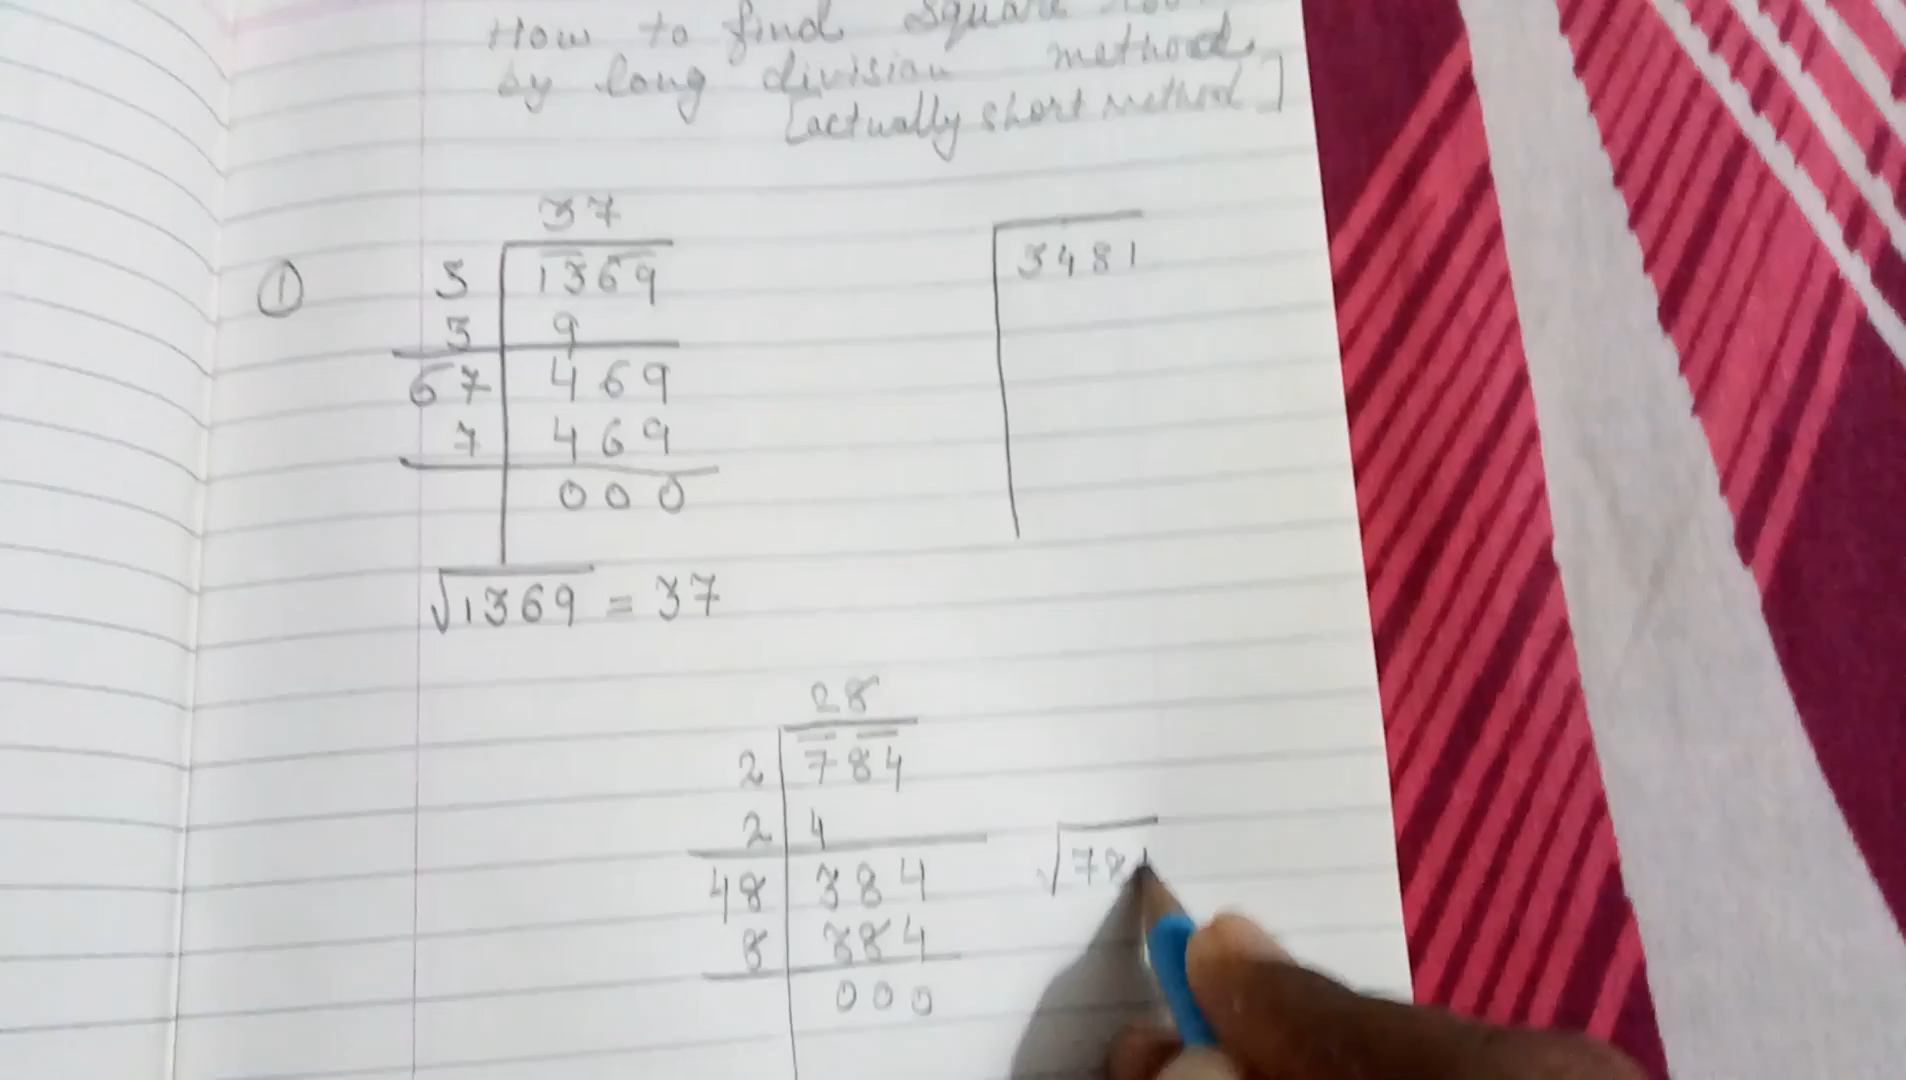 How to find square
by long division method
[actually short method]
37
① 3 1369
3 9
67 469
7 469
000
√1369 = 37
3481
28
2 784
2 4
48 384
8 384
000
√784